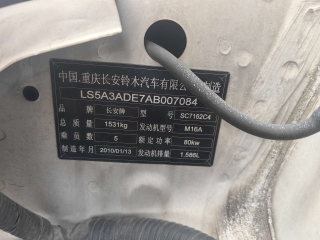 中国.重庆长安铃木汽车有限 制造
LS5A3ADE7AB007084
品牌 长安牌 型号 SC7162C4
总质量 1531kg 发动机型号 M16A
乘员数 5 额定功率 80kw
制造年月 2010/01/13 发动机排量 1.586L